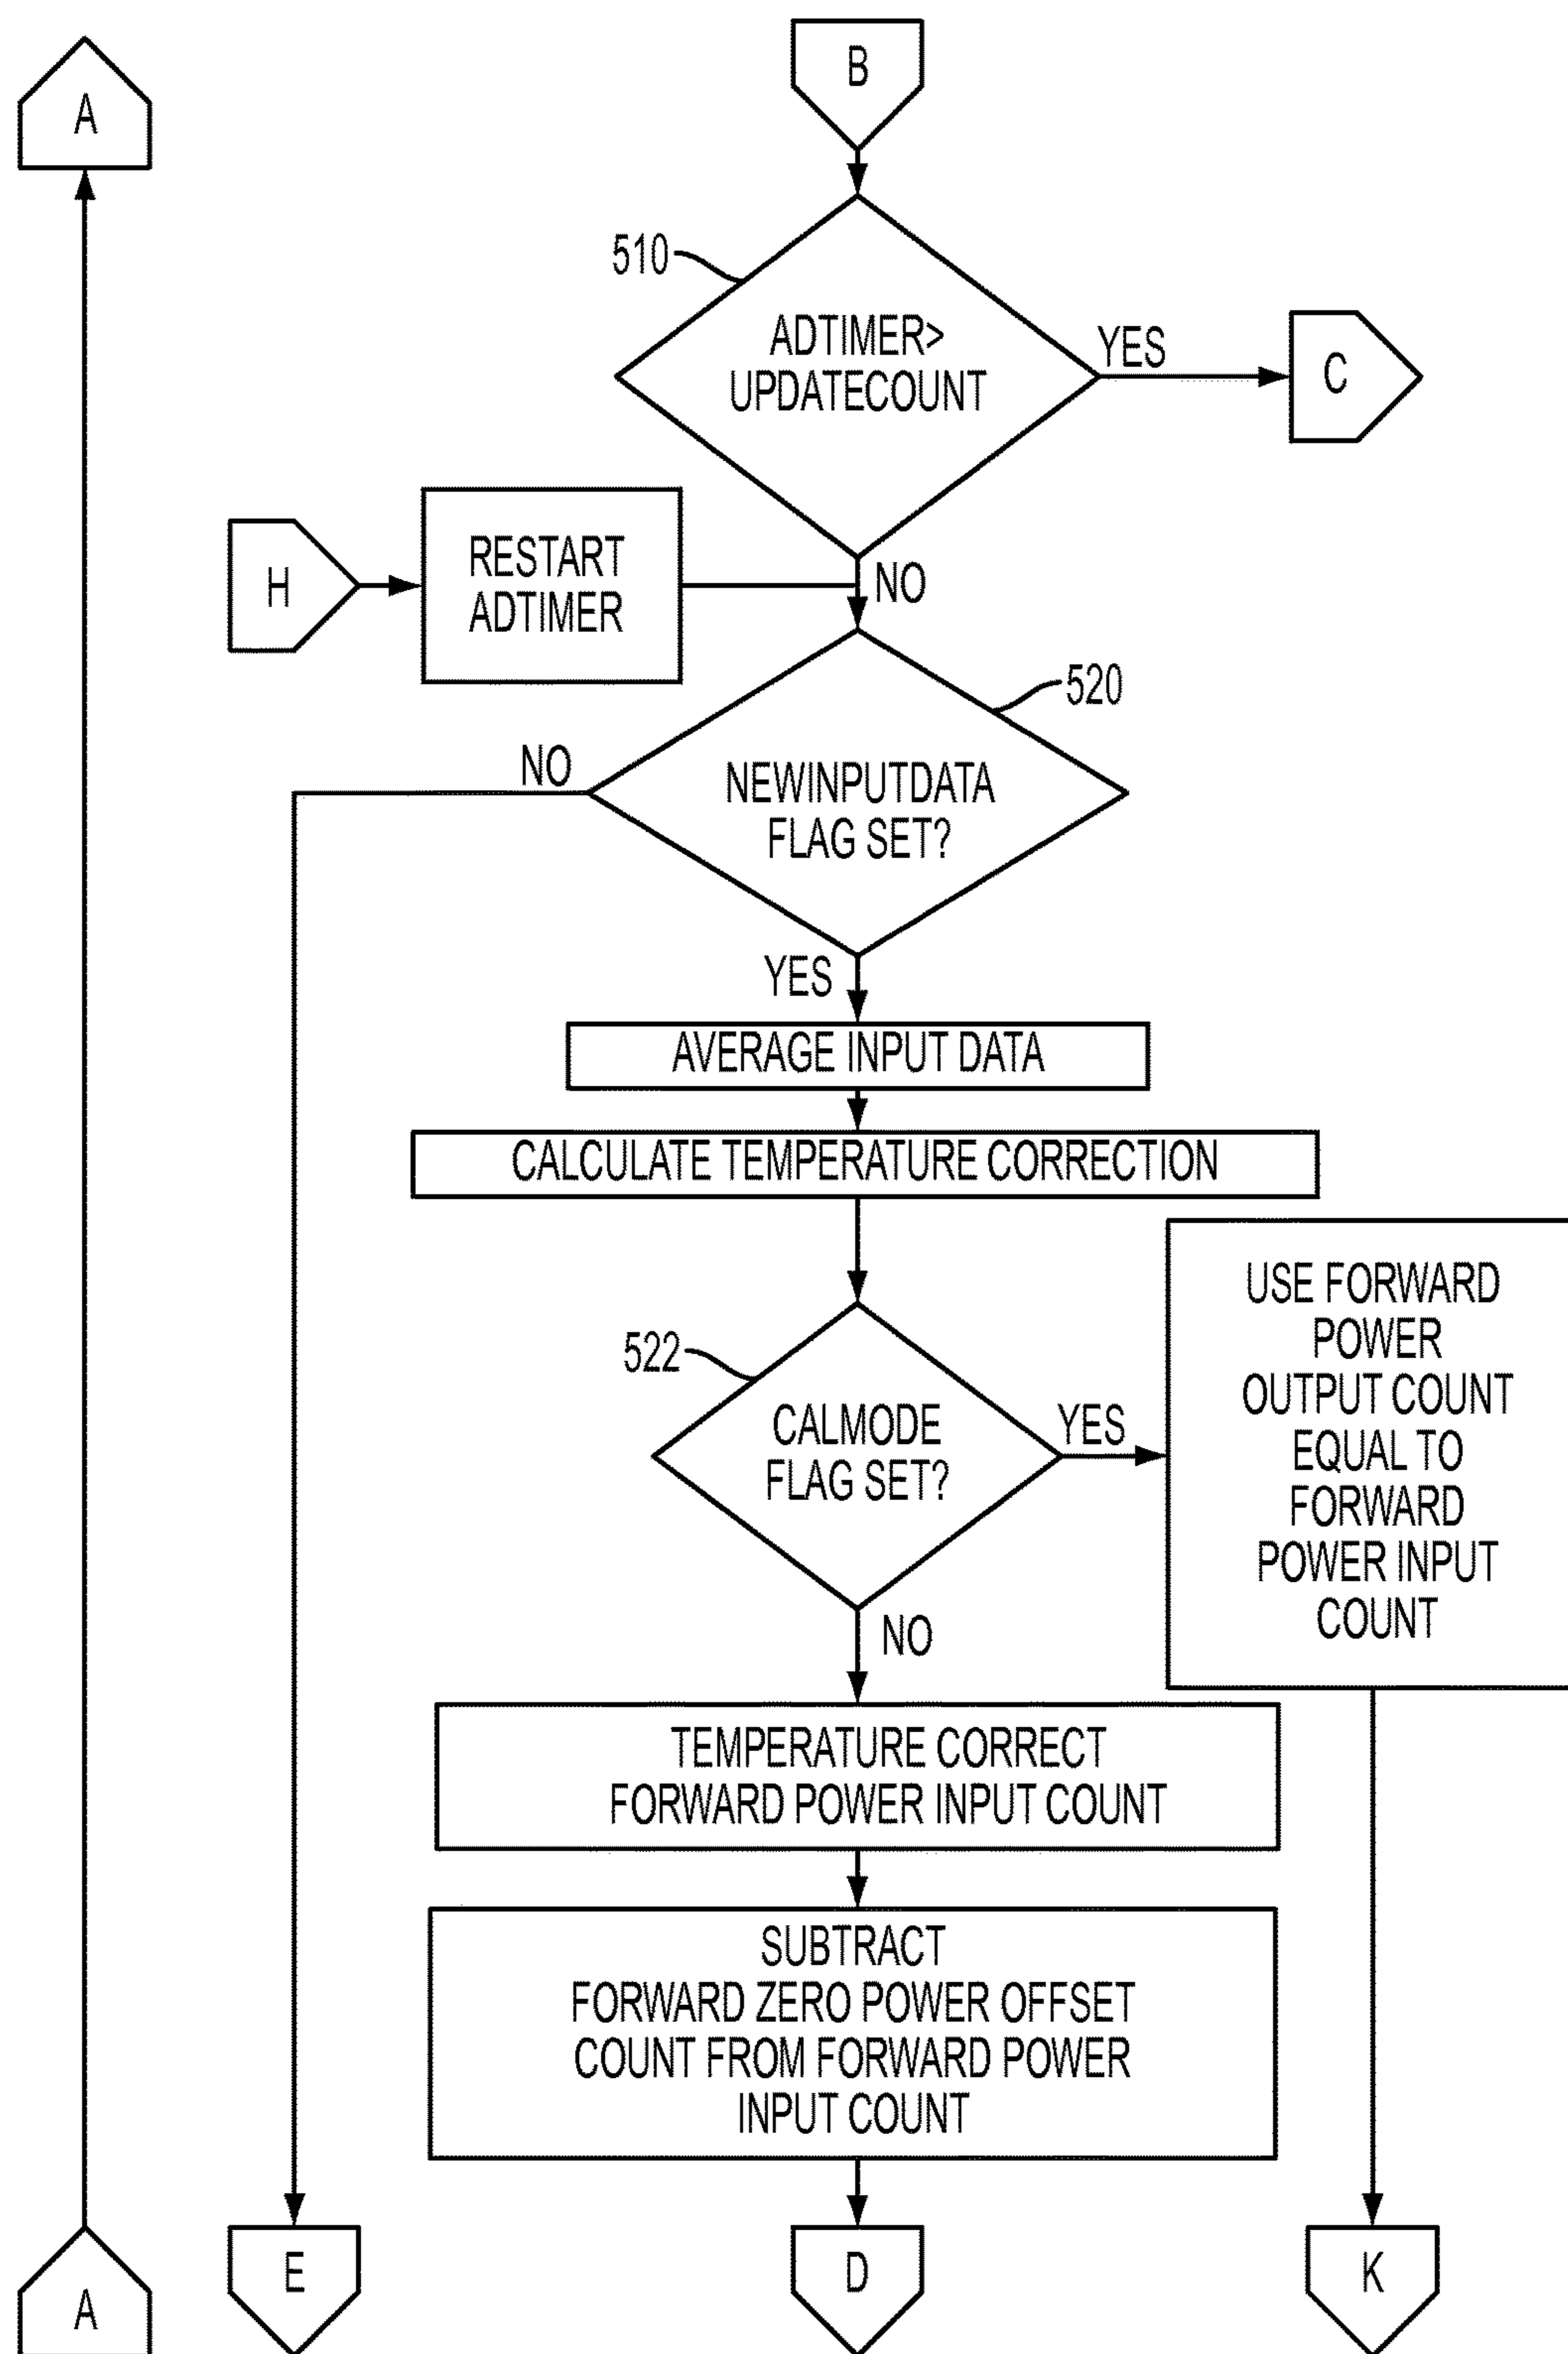 B
A
510
ADTIMER>
UPDATECOUNT
YES
C
H
RESTART
ADTIMER
NO
520
NO
NEWINPUTDATA
FLAG SET?
YES
AVERAGE INPUT DATA
CALCULATE TEMPERATURE CORRECTION
522
CALMODE
FLAG SET?
YES
USE FORWARD
POWER
OUTPUT COUNT
EQUAL TO
FORWARD
POWER INPUT
COUNT
NO
TEMPERATURE CORRECT
FORWARD POWER INPUT COUNT
SUBTRACT
FORWARD ZERO POWER OFFSET
COUNT FROM FORWARD POWER
INPUT COUNT
A
E
D
K